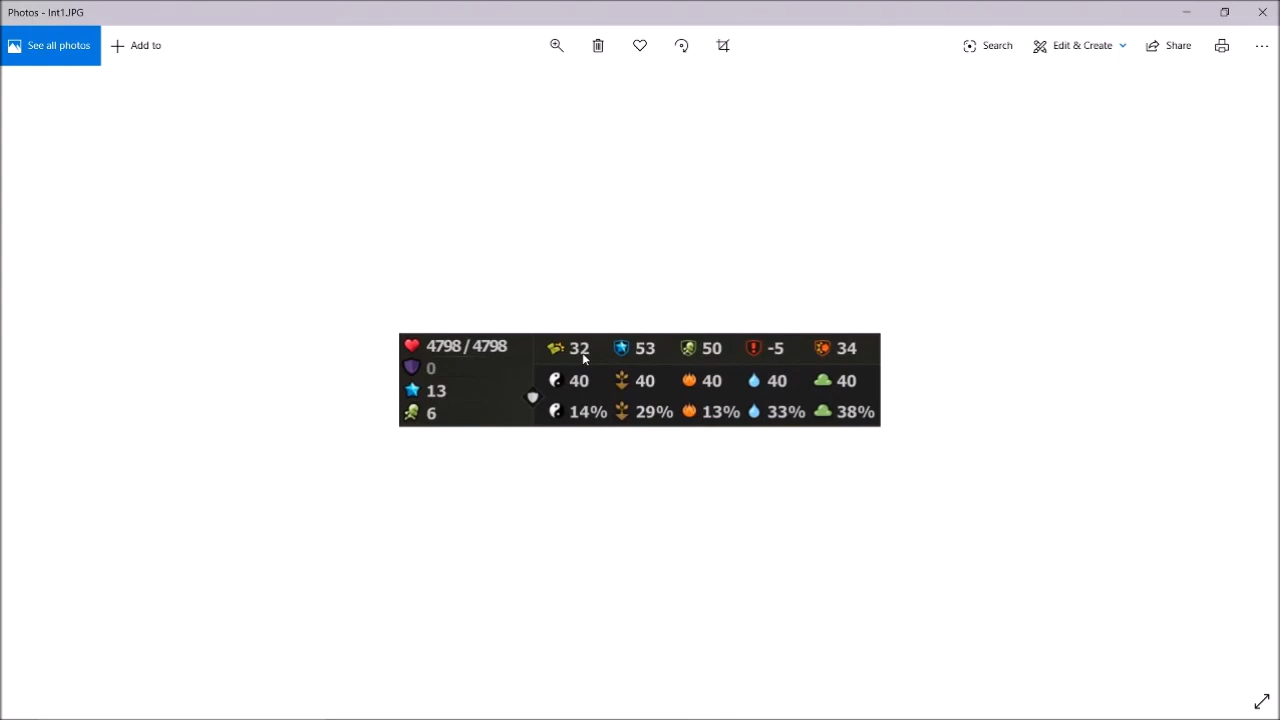 Photos - Int1.JPG
See all photos Add to Search Edit & Create Share
4798 / 4798 32 53 50 -5 34
0
40 40 40 40 40
13
14% 29% 13% 33% 38%
6